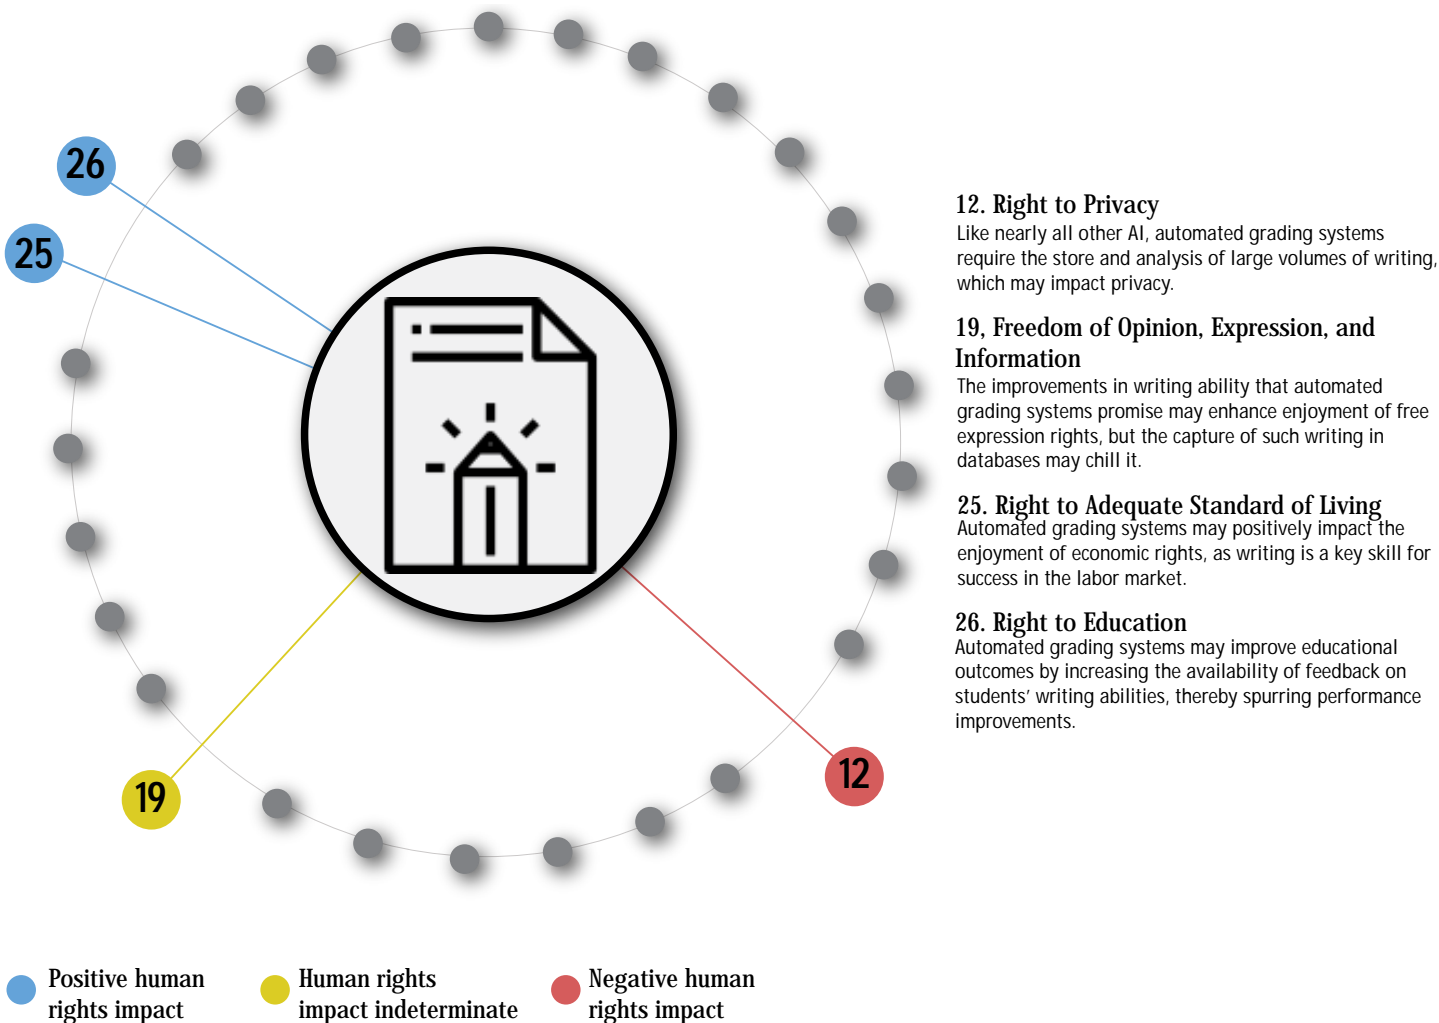 26
25
19
12
12. Right to Privacy
Like nearly all other AI, automated grading systems
require the store and analysis of large volumes of writing,
which may impact privacy.
19, Freedom of Opinion, Expression, and
Information
The improvements in writing ability that automated
grading systems promise may enhance enjoyment of free
expression rights, but the capture of such writing in
databases may chill it.
25. Right to Adequate Standard of Living
Automated grading systems may positively impact the
enjoyment of economic rights, as writing is a key skill for
success in the labor market.
26. Right to Education
Automated grading systems may improve educational
outcomes by increasing the availability of feedback on
students’ writing abilities, thereby spurring performance
improvements.
Positive human
rights impact
Human rights
impact indeterminate
Negative human
rights impact